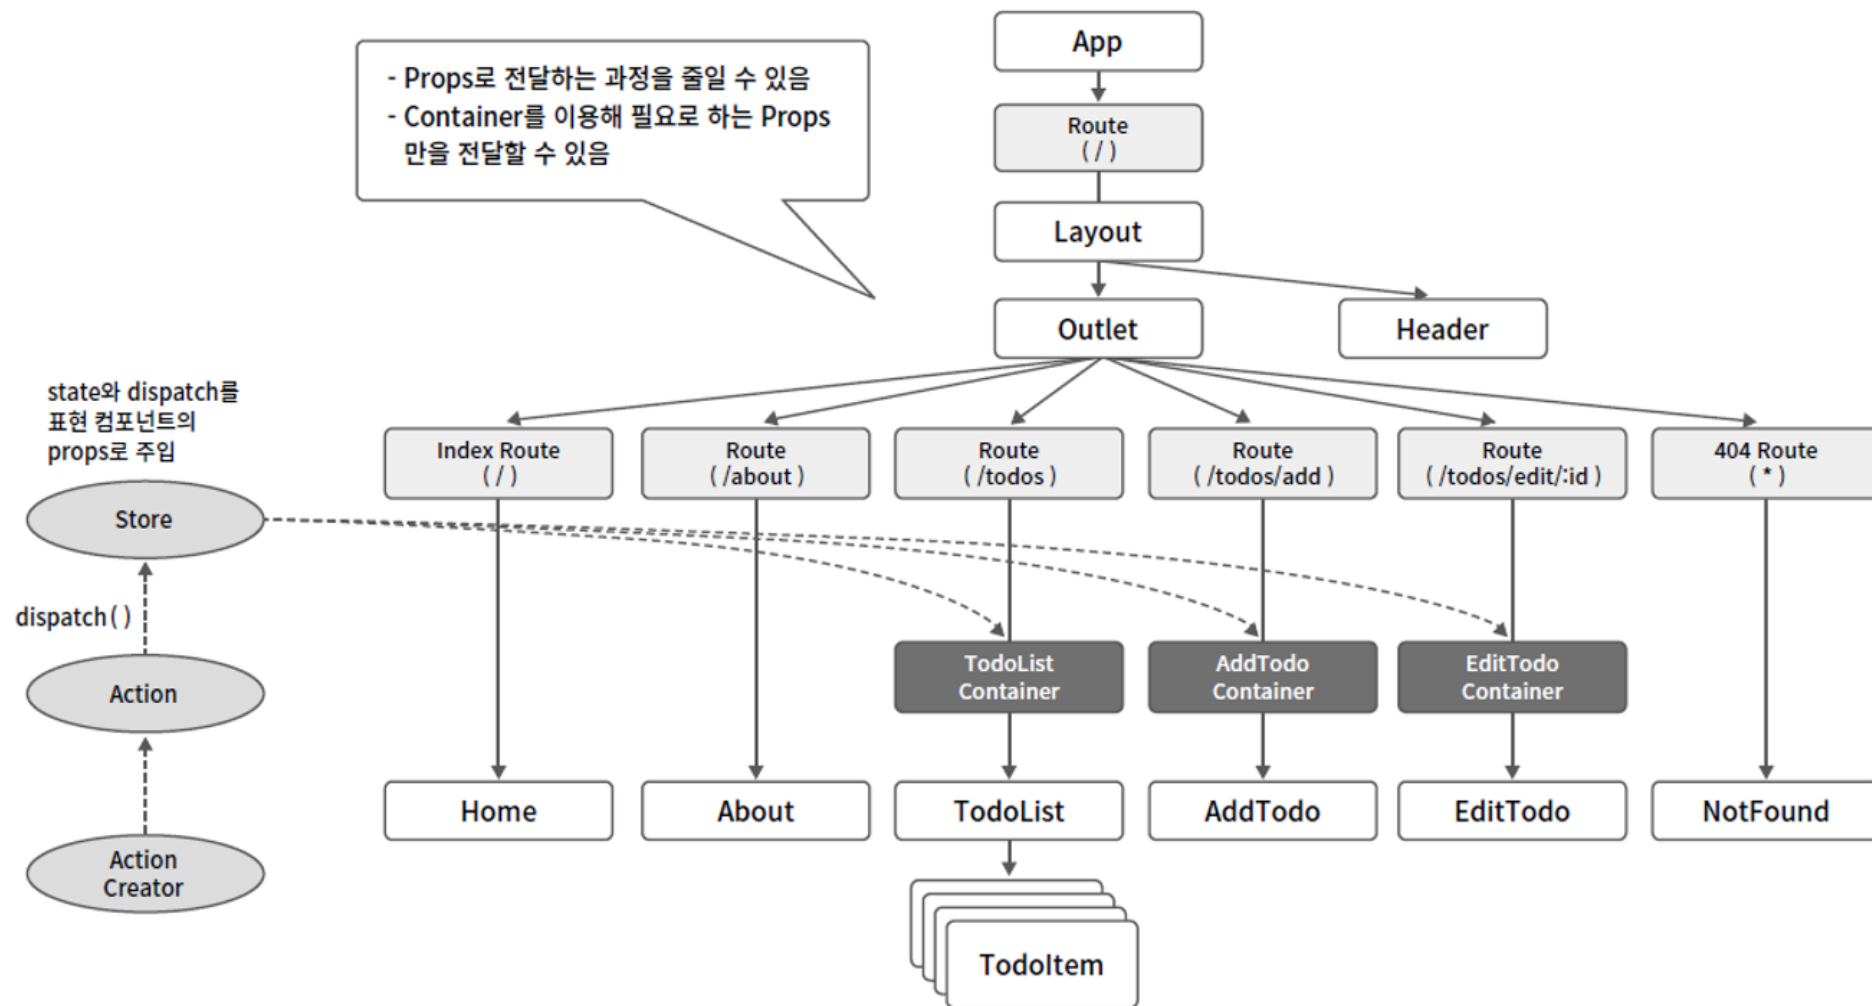 App
- Props로 전달하는 과정을 줄일 수 있음
- Container를 이용해 필요로 하는 Props
만을 전달할 수 있음
Route
( / )
Layout
Outlet
Header
state와 dispatch를
표현 컴포넌트의
props로 주입
Index Route
( / )
Route
( /about )
Route
( /todos )
Route
( /todos/add )
Route
( /todos/edit/:id )
404 Route
( * )
Store
dispatch( )
Action
TodoList
Container
AddTodo
Container
EditTodo
Container
Home
About
TodoList
AddTodo
EditTodo
NotFound
Action
Creator
TodoItem